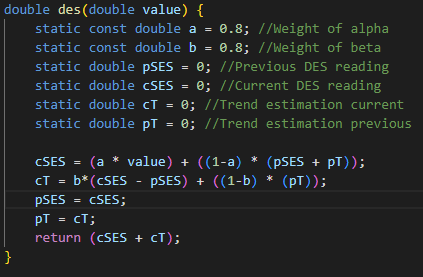 double des(double value) {
    static const double a = 0.8; //Weight of alpha
    static const double b = 0.8; //Weight of beta
    static double pSES = 0; //Previous DES reading
    static double cSES = 0; //Current DES reading
    static double cT = 0; //Trend estimation current
    static double pT = 0; //Trend estimation previous

    cSES = (a * value) + ((1-a) * (pSES + pT));
    cT = b*(cSES - pSES) + ((1-b) * (pT));
    pSES = cSES;
    pT = cT;
    return (cSES + cT);
}